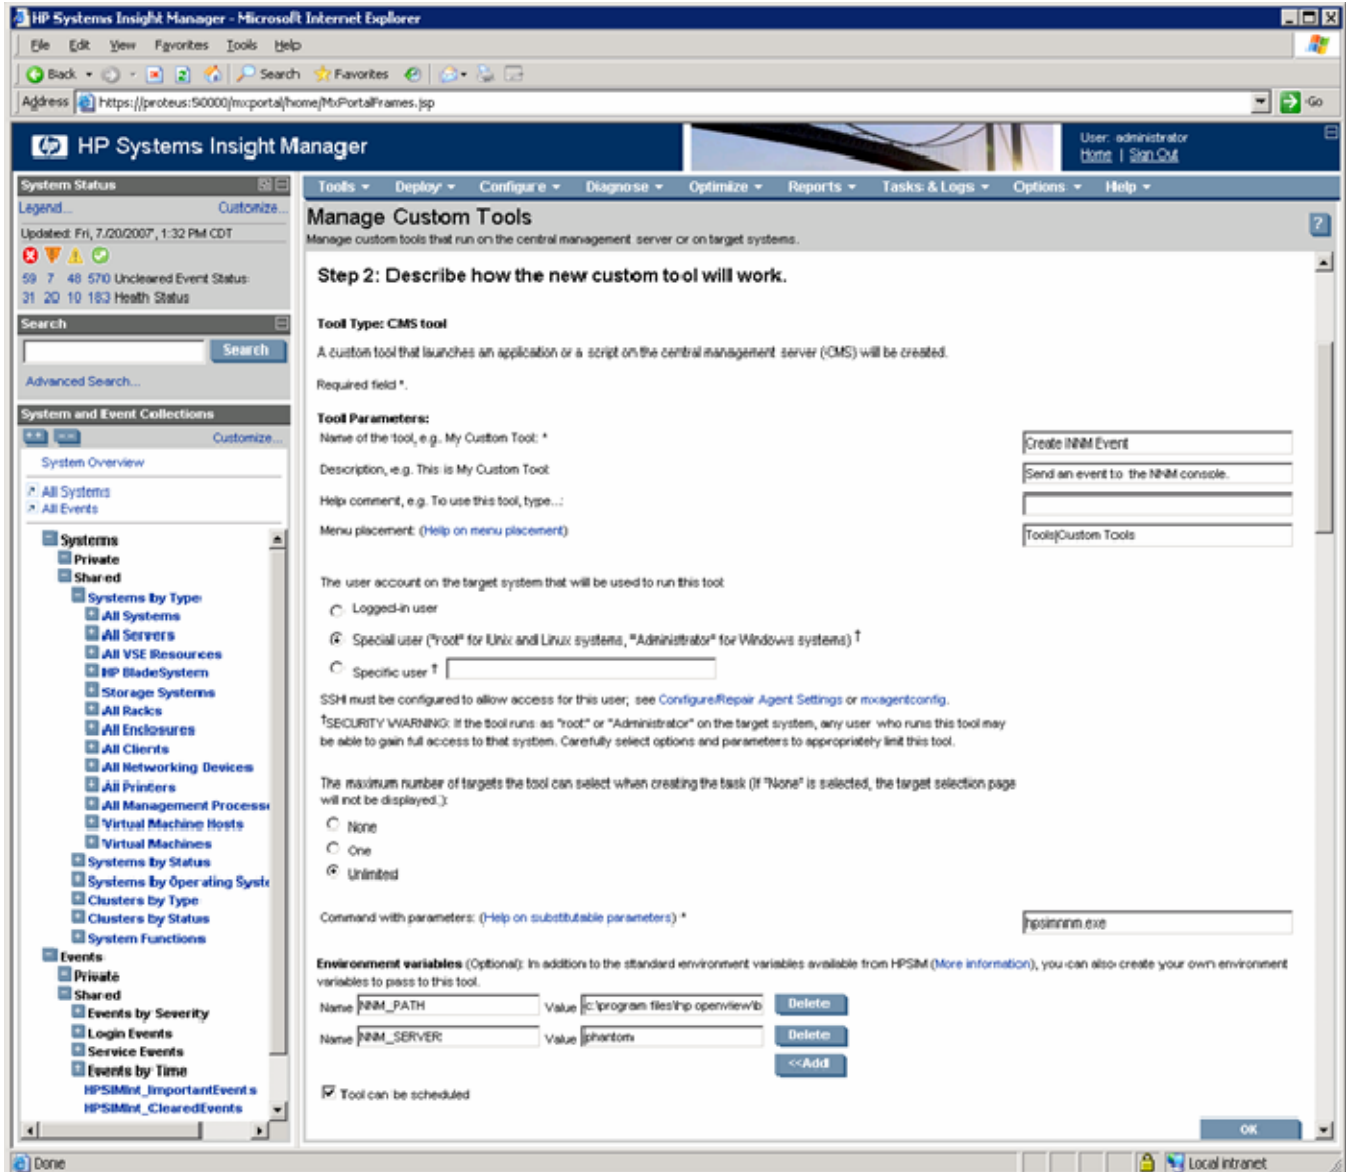 HP Systems Insight Manager - Microsoft Internet Explorer
File Edit View Favorites Tools Help
Back Search Favorites
Address https://proteus:50000/mxportal/home/MxPortalFrames.jsp Go
HP Systems Insight Manager
User: administrator
Home | Sign Out
System Status
Legend... Customize...
Updated: Fri, 7/20/2007, 1:32 PM CDT
59 7 48 570 Uncleared Event Status
31 20 10 183 Health Status
Search
Search
Advanced Search...
System and Event Collections
Customize...
System Overview
All Systems
All Events
Systems
Private
Shared
Systems by Type
All Systems
All Servers
All VSE Resources
HP BladeSystem
Storage Systems
All Racks
All Enclosures
All Clients
All Networking Devices
All Printers
All Management Processo
Virtual Machine Hosts
Virtual Machines
Systems by Status
Systems by Operating Syste
Clusters by Type
Clusters by Status
System Functions
Events
Private
Shared
Events by Severity
Login Events
Service Events
Events by Time
HPSIMInt_ImportantEvents
HPSIMInt_ClearedEvents
Tools Deploy Configure Diagnose Optimize Reports Tasks & Logs Options Help
Manage Custom Tools
Manage custom tools that run on the central management server or on target systems.
?
Step 2: Describe how the new custom tool will work.
Tool Type: CMS tool
A custom tool that launches an application or a script on the central management server (CMS) will be created.
Required field *.
Tool Parameters:
Name of the tool, e.g. My Custom Tool: * Create NNM Event
Description, e.g. This is My Custom Tool: Send an event to the NNM console.
Help comment, e.g. To use this tool, type...:
Menu placement: (Help on menu placement) Tools|Custom Tools
The user account on the target system that will be used to run this tool:
Logged-in user
Special user ("root" for Unix and Linux systems, "Administrator" for Windows systems) †
Specific user †
SSH must be configured to allow access for this user; see Configure/Repair Agent Settings or mxagentconfig.
†SECURITY WARNING: If the tool runs as "root" or "Administrator" on the target system, any user who runs this tool may
be able to gain full access to that system. Carefully select options and parameters to appropriately limit this tool.
The maximum number of targets the tool can select when creating the task (If "None" is selected, the target selection page
will not be displayed.):
None
One
Unlimited
Command with parameters: (Help on substitutable parameters) * hpsimnnm.exe
Environment variables (Optional): In addition to the standard environment variables available from HPSIM (More information), you can also create your own environment
variables to pass to this tool.
Name NNM_PATH Value c:\program files\hp openview\b Delete
Name NNM_SERVER Value phantom Delete
<<Add
Tool can be scheduled
OK
Done Local intranet